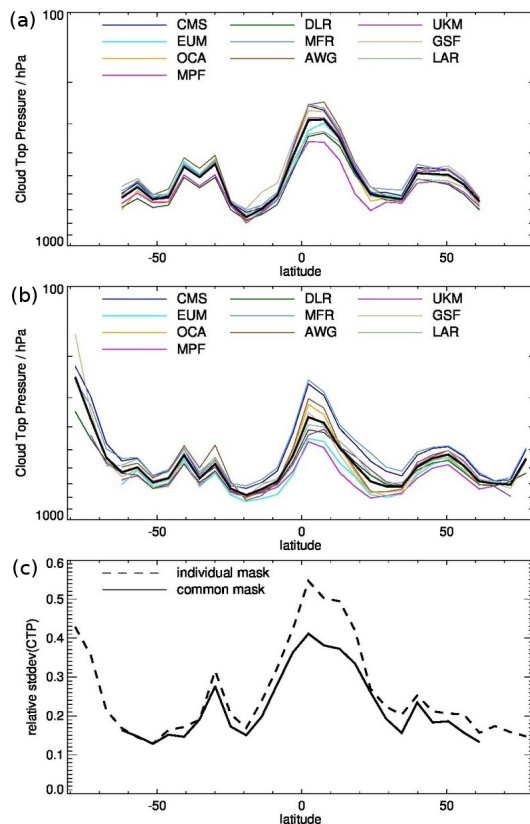 (a)
100
CMS DLR UKM
EUM MFR GSF
OCA AWG LAR
MPF
Cloud Top Pressure / hPa
1000
-50 0 50
latitude
(b)
100
CMS DLR UKM
EUM MFR GSF
OCA AWG LAR
MPF
Cloud Top Pressure / hPa
1000
-50 0 50
latitude
(c)
0.6
individual mask
common mask
0.5
0.4
0.3
0.2
0.1
0.0
relative stddev(CTP)
-50 0 50
latitude